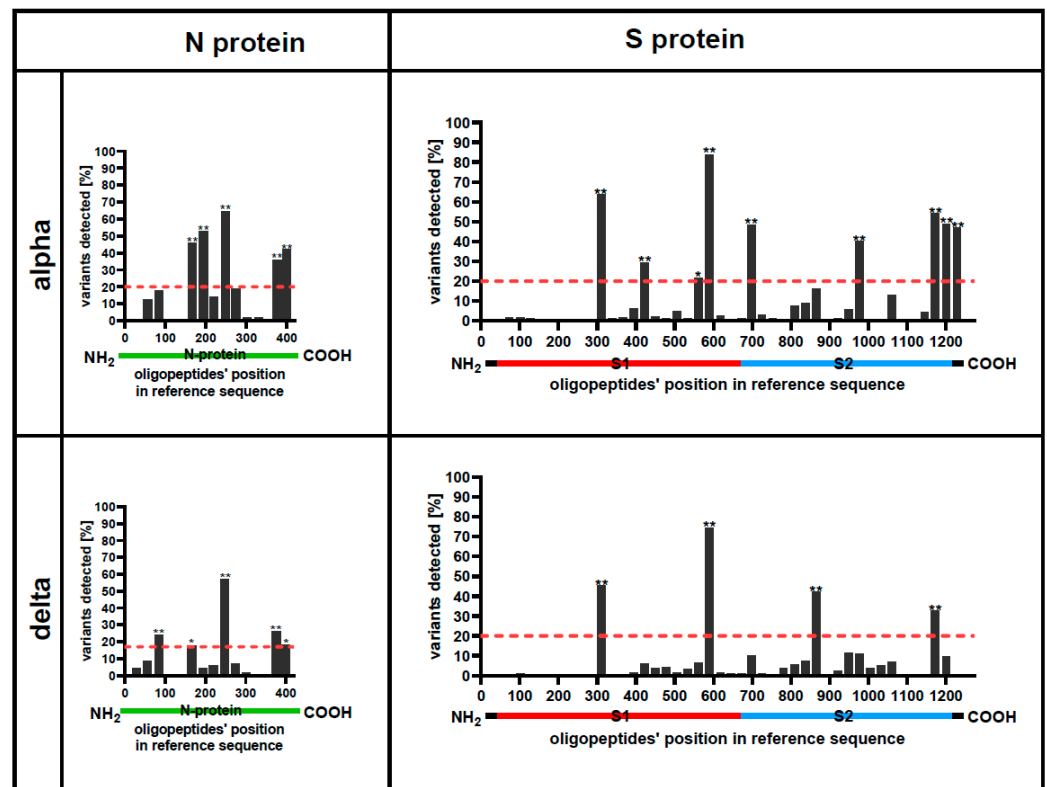 N protein
S protein
alpha
variants detected [%]
100
90
80
70
60
50
40
30
20
10
0
** ** ** ** **
0 100 200 300 400
NH2 N-protein COOH
oligopeptides' position
in reference sequence
variants detected [%]
100
90
80
70
60
50
40
30
20
10
0
** ** * ** ** ** ** ** **
0 100 200 300 400 500 600 700 800 900 1000 1100 1200
NH2 S1 S2 COOH
oligopeptides' position in reference sequence
delta
variants detected [%]
100
90
80
70
60
50
40
30
20
10
0
** * ** ** *
0 100 200 300 400
NH2 N-protein COOH
oligopeptides' position
in reference sequence
variants detected [%]
100
90
80
70
60
50
40
30
20
10
0
** ** ** **
0 100 200 300 400 500 600 700 800 900 1000 1100 1200
NH2 S1 S2 COOH
oligopeptides' position in reference sequence